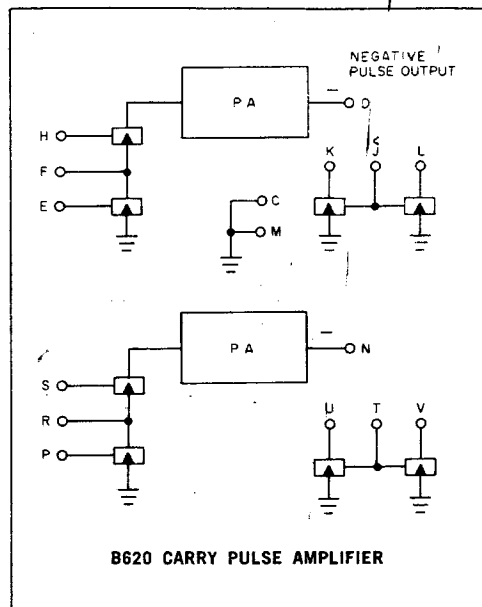 NEGATIVE
PULSE OUTPUT
PA
D
H
F
E
K
J
L
C
M
PA
N
S
R
P
U
T
V
B620 CARRY PULSE AMPLIFIER